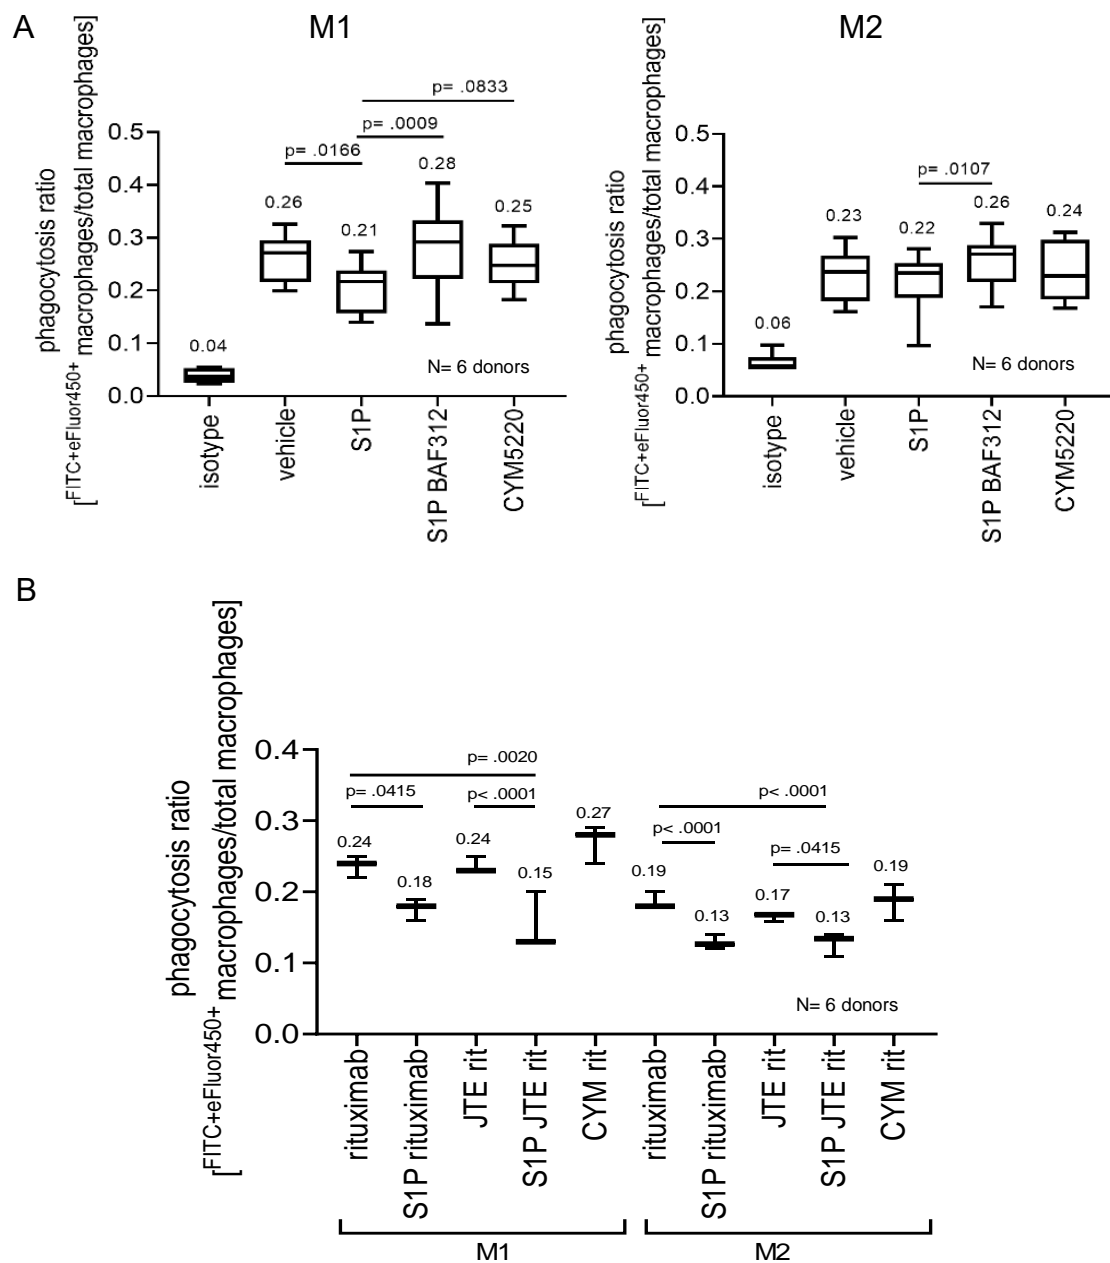 A
M1
M2
phagocytosis ratio
[FITC+eFluor450+ macrophages/total macrophages]
p= .0833
p= .0009
p= .0166
0.5
0.4
0.3
0.2
0.1
0.0
0.04
0.26
0.21
0.28
0.25
N= 6 donors
isotype
vehicle
S1P
S1P BAF312
CYM5220
phagocytosis ratio
[FITC+eFluor450+ macrophages/total macrophages]
p= .0107
0.5
0.4
0.3
0.2
0.1
0.0
0.06
0.23
0.22
0.26
0.24
N= 6 donors
isotype
vehicle
S1P
S1P BAF312
CYM5220
B
phagocytosis ratio
[FITC+eFluor450+ macrophages/total macrophages]
0.4
0.3
0.2
0.1
0.0
p= .0020
p= .0415
p< .0001
p< .0001
p< .0001
p= .0415
0.24
0.18
0.24
0.15
0.27
0.19
0.13
0.17
0.13
0.19
N= 6 donors
rituximab
S1P rituximab
JTE rit
S1P JTE rit
CYM rit
rituximab
S1P rituximab
JTE rit
S1P JTE rit
CYM rit
M1
M2